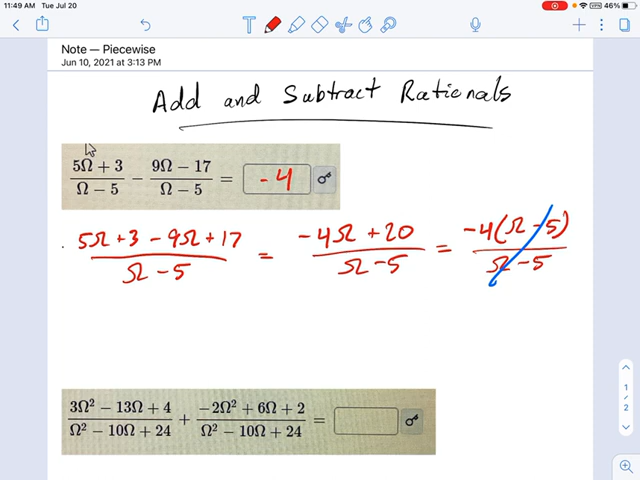 11:49 AM Tue Jul 20 46%
Note — Piecewise
Jun 10, 2021 at 3:13 PM
Add and Subtract Rationals
(5Ω + 3)/(Ω − 5) − (9Ω − 17)/(Ω − 5) = -4
(5Ω + 3 − 9Ω + 17)/(Ω − 5) = (−4Ω + 20)/(Ω − 5) = (−4(Ω − 5))/(Ω − 5)
(3Ω² − 13Ω + 4)/(Ω² − 10Ω + 24) + (−2Ω² + 6Ω + 2)/(Ω² − 10Ω + 24) =
1
/
2